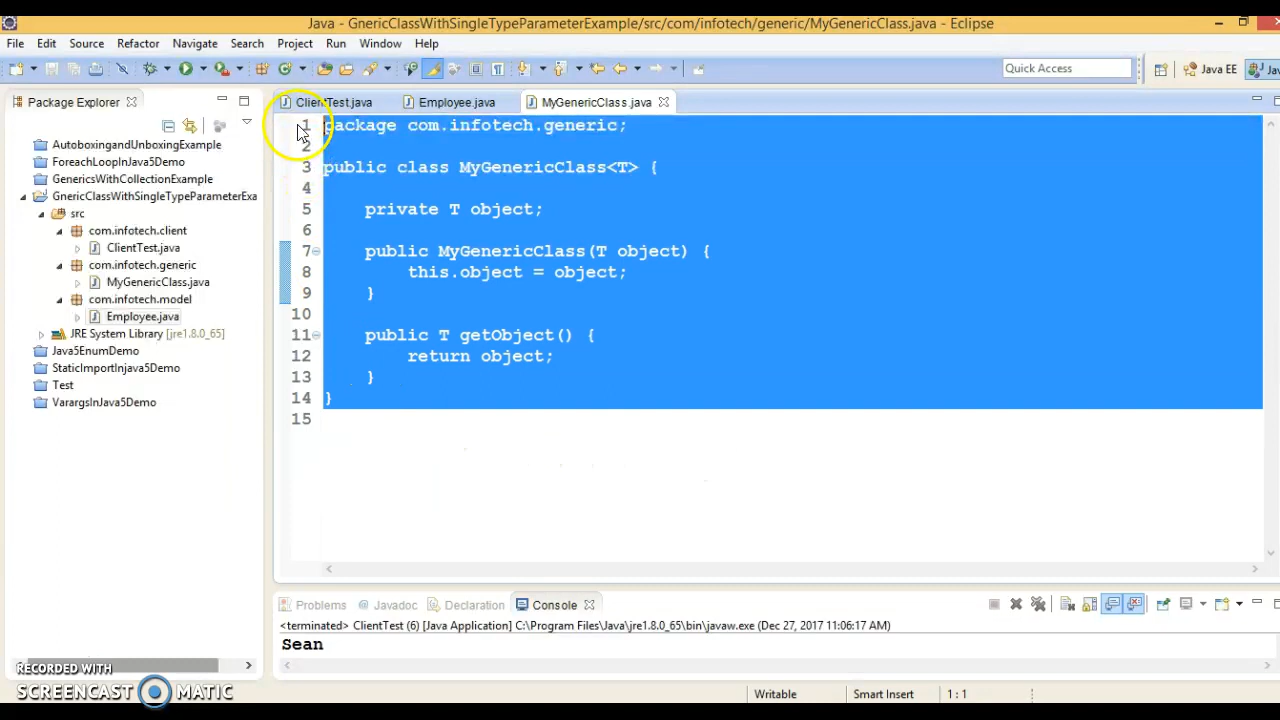 Java - GnericClassWithSingleTypeParameterExample/src/com/infotech/generic/MyGenericClass.java - Eclipse
File Edit Source Refactor Navigate Search Project Run Window Help
Quick Access Java EE Jav
Package Explorer ClientTest.java Employee.java MyGenericClass.java
AutoboxingandUnboxingExample
ForeachLoopInJava5Demo
GenericsWithCollectionExample
GnericClassWithSingleTypeParameterExa
src
com.infotech.client
ClientTest.java
com.infotech.generic
MyGenericClass.java
com.infotech.model
Employee.java
JRE System Library [jre1.8.0_65]
Java5EnumDemo
StaticImportInjava5Demo
Test
VarargsInJava5Demo
1 package com.infotech.generic;
2
3 public class MyGenericClass<T> {
4
5 private T object;
6
7 public MyGenericClass(T object) {
8 this.object = object;
9 }
10
11 public T getObject() {
12 return object;
13 }
14 }
15
Problems @ Javadoc Declaration Console
<terminated> ClientTest (6) [Java Application] C:\Program Files\Java\jre1.8.0_65\bin\javaw.exe (Dec 27, 2017 11:06:17 AM)
Sean
RECORDED WITH
SCREENCAST MATIC
Writable Smart Insert 1 : 1